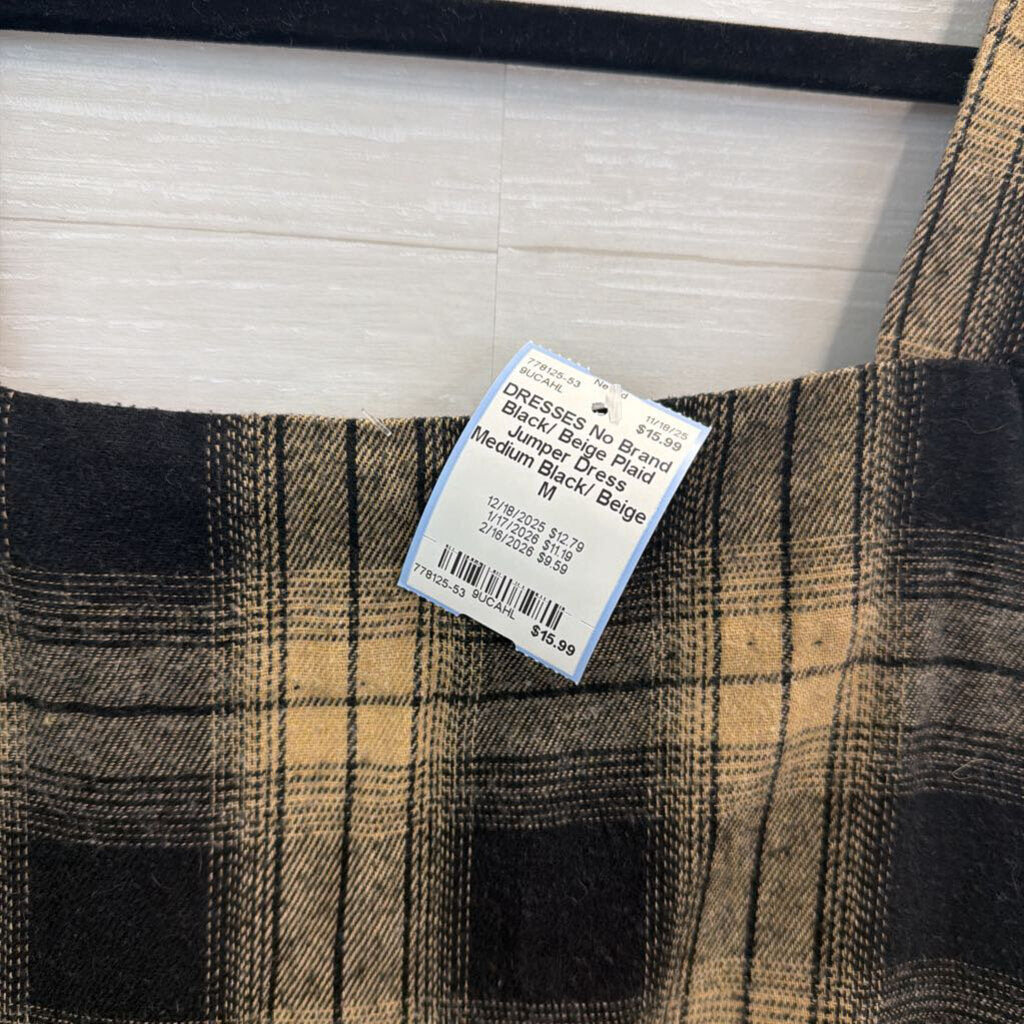 778125-53
9UCAHL 11/18/25
$15.99
DRESSES No Brand
Black/ Beige Plaid
Jumper Dress
Medium Black/ Beige
M
12/18/2025 $12.79
1/17/2026 $11.19
2/16/2026 $9.59
778125-53 9UCAHL
$15.99